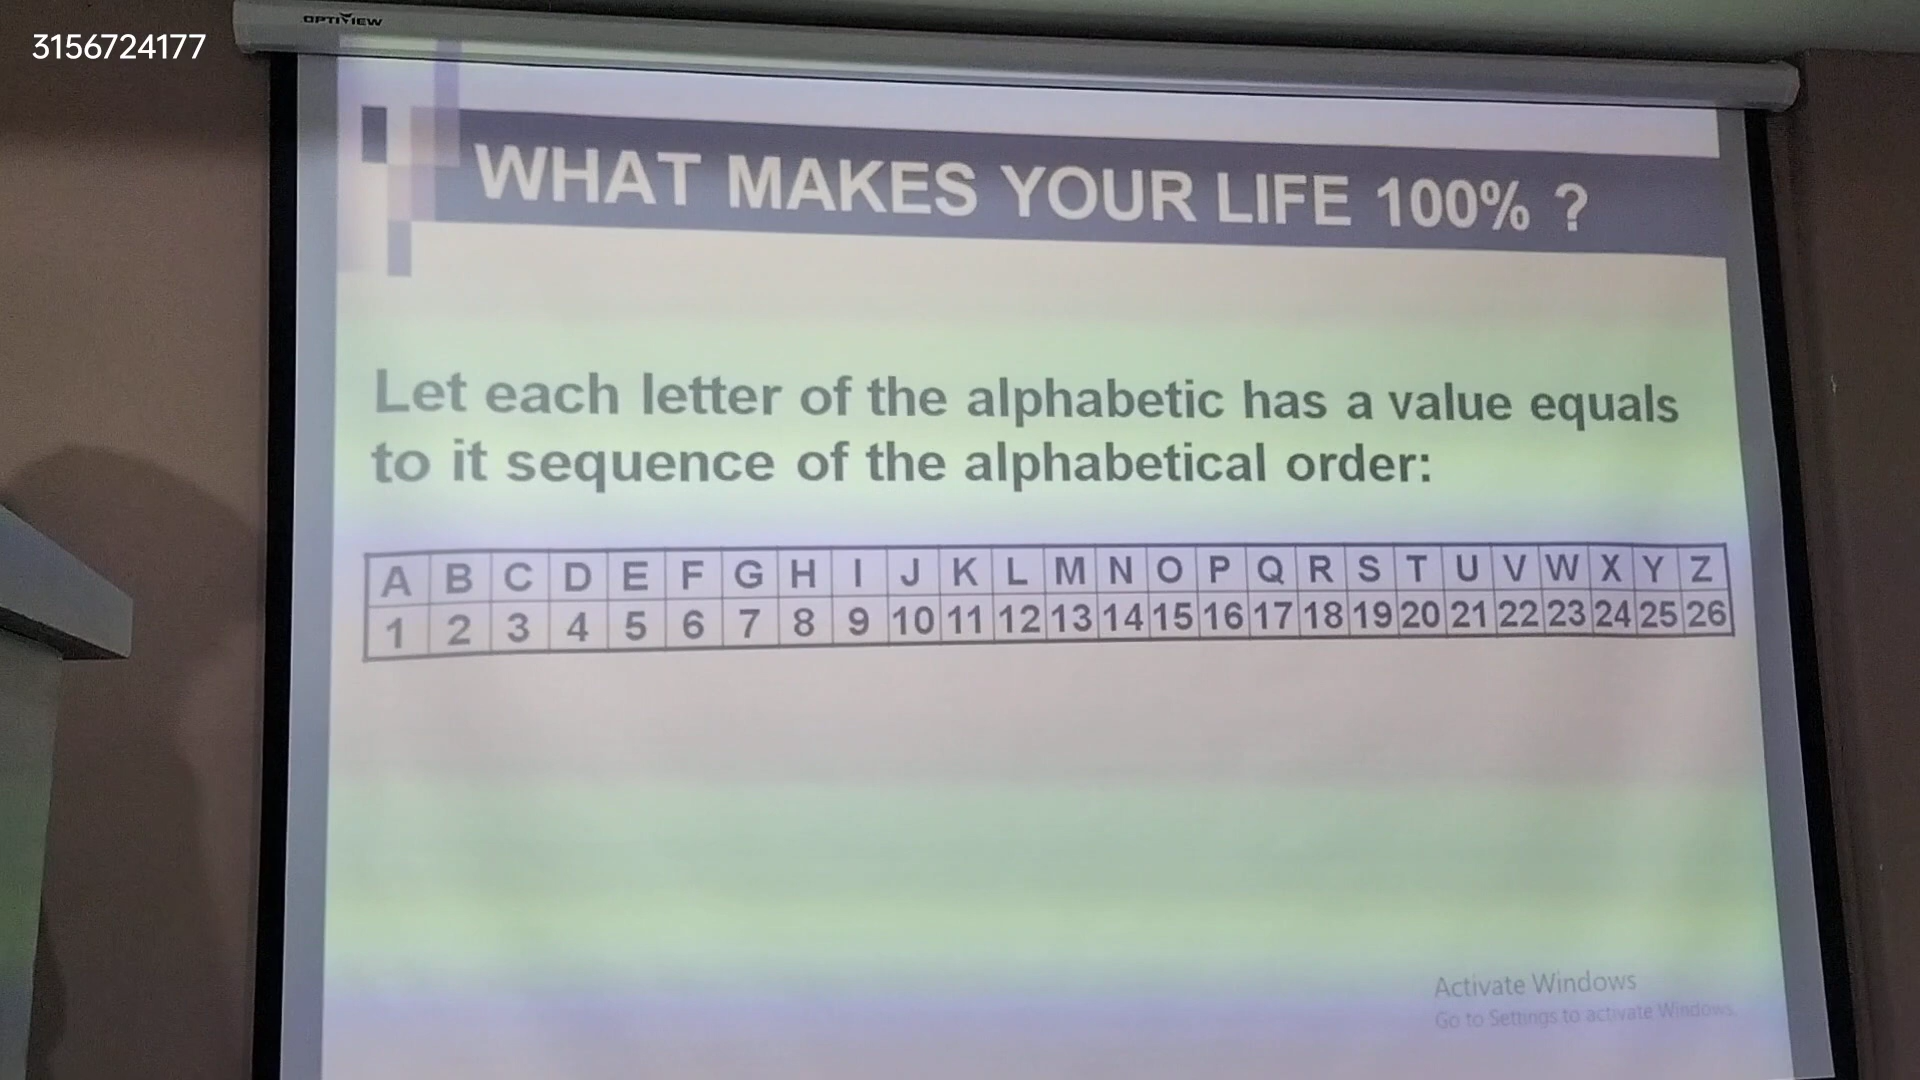 3156724177
OPTIVIEW
WHAT MAKES YOUR LIFE 100% ?
Let each letter of the alphabetic has a value equals
to it sequence of the alphabetical order:
A B C D E F G H I J K L M N O P Q R S T U V W X Y Z
1 2 3 4 5 6 7 8 9 10 11 12 13 14 15 16 17 18 19 20 21 22 23 24 25 26
Activate Windows
Go to Settings to activate Windows.